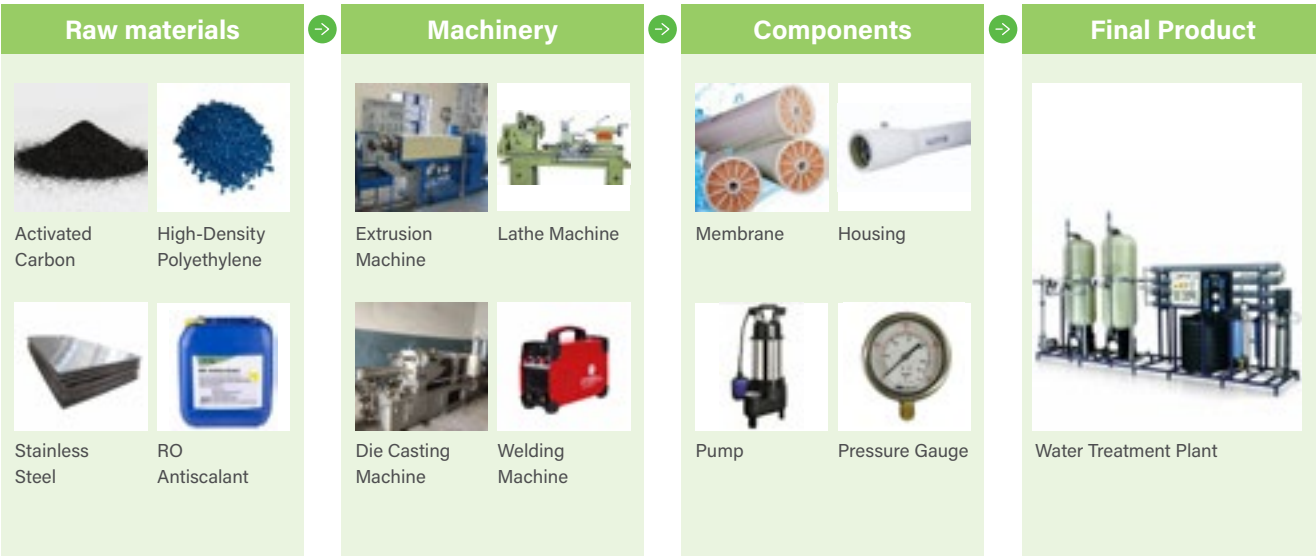 Raw materials
Machinery
Components
Final Product
Activated
Carbon
High-Density
Polyethylene
Extrusion
Machine
Lathe Machine
Membrane
Housing
Stainless
Steel
RO
Antiscalant
Die Casting
Machine
Welding
Machine
Pump
Pressure Gauge
Water Treatment Plant